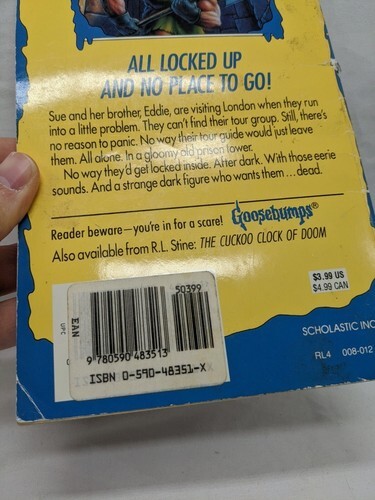 ALL LOCKED UP
AND NO PLACE TO GO!
Sue and her brother, Eddie, are visiting London when they run
into a little problem. They can't find their tour group. Still, there's
no reason to panic. No way their tour guide would just leave
them. All alone. In a gloomy old prison tower.
No way they'd get locked inside. After dark. With those eerie
sounds. And a strange dark figure who wants them... dead.
Reader beware—you're in for a scare! Goosebumps®
Also available from R.L. Stine: THE CUCKOO CLOCK OF DOOM
$3.99 US
$4.99 CAN
50399
UPC
EAN
9 780590 483513
ISBN 0-590-48351-X
SCHOLASTIC INC
RL4 008-012